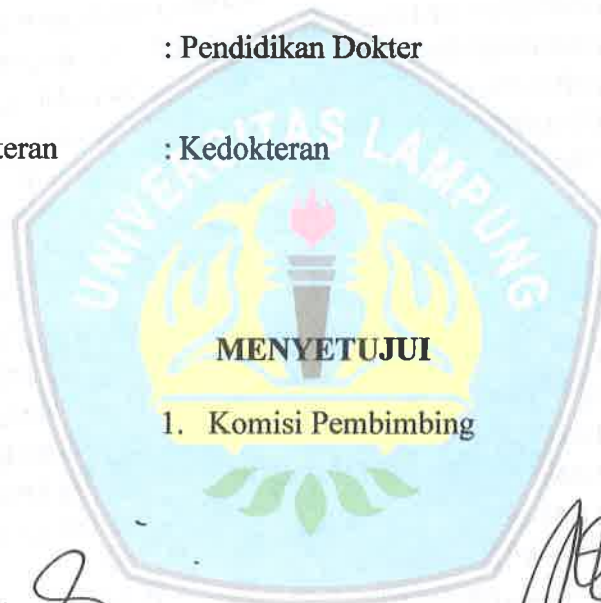 : Pendidikan Dokter
teran : Kedokteran
UNIVERSITAS LAMPUNG
MENYETUJUI
1. Komisi Pembimbing